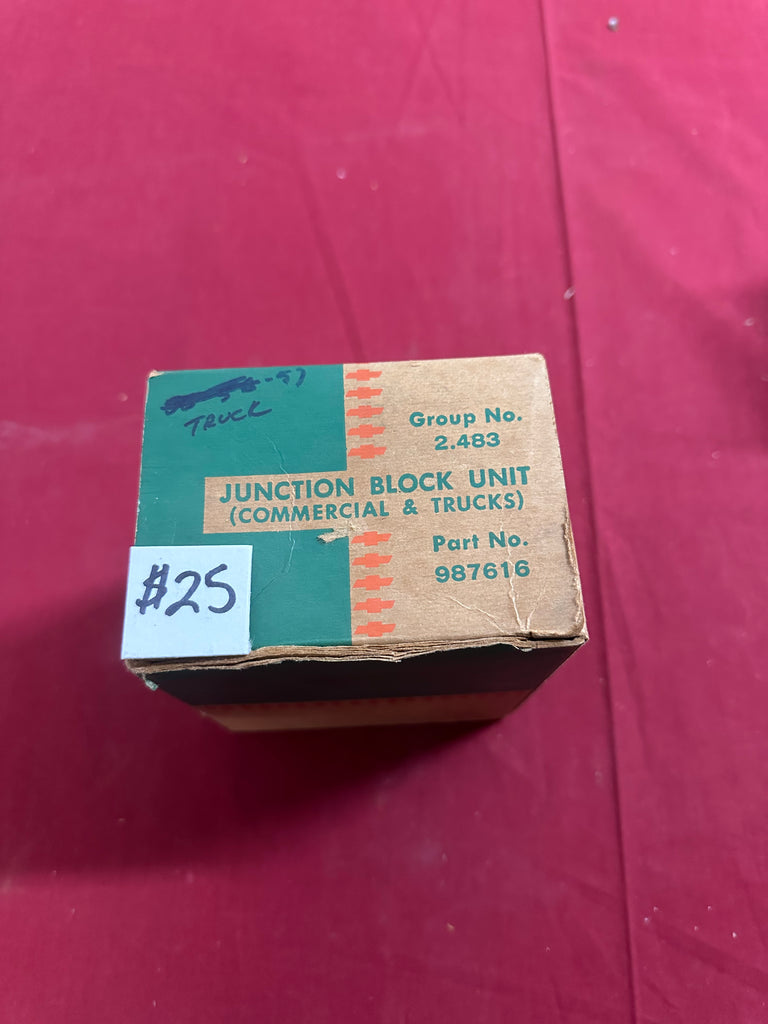 -57
TRUCK
Group No.
2.483
JUNCTION BLOCK UNIT
(COMMERCIAL & TRUCKS)
Part No.
987616
$25